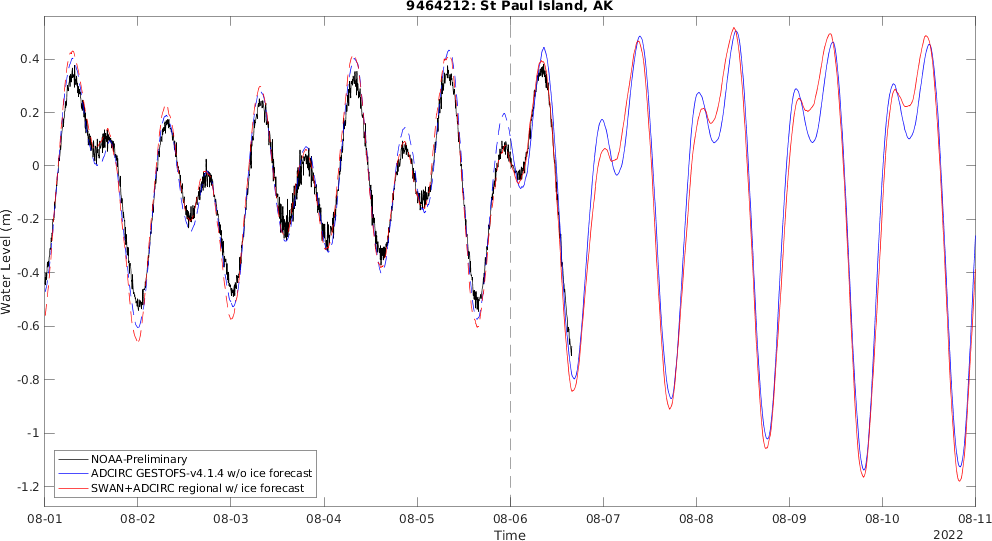 9464212: St Paul Island, AK
Water Level (m)
0.4
0.2
0
-0.2
-0.4
-0.6
-0.8
-1
-1.2
NOAA-Preliminary
ADCIRC GESTOFS-v4.1.4 w/o ice forecast
SWAN+ADCIRC regional w/ ice forecast
08-01 08-02 08-03 08-04 08-05 08-06 08-07 08-08 08-09 08-10 08-11
Time
2022